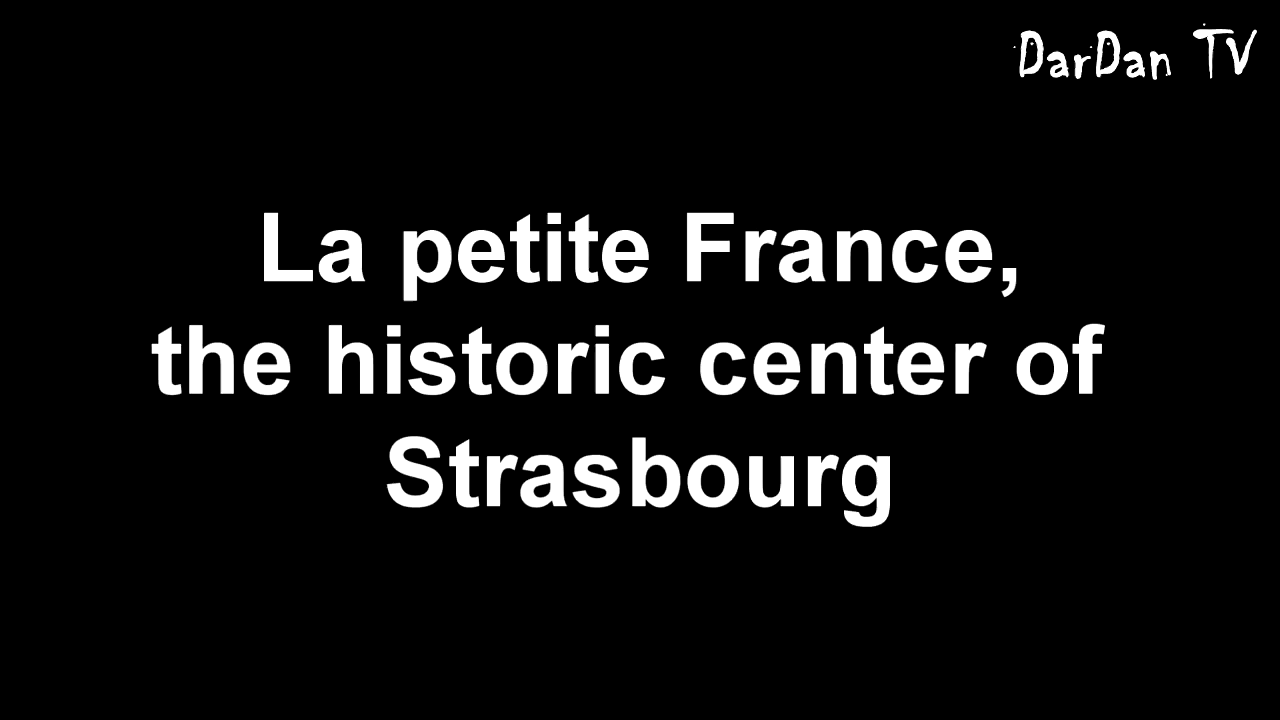 DarDan TV
La petite France,
the historic center of
Strasbourg